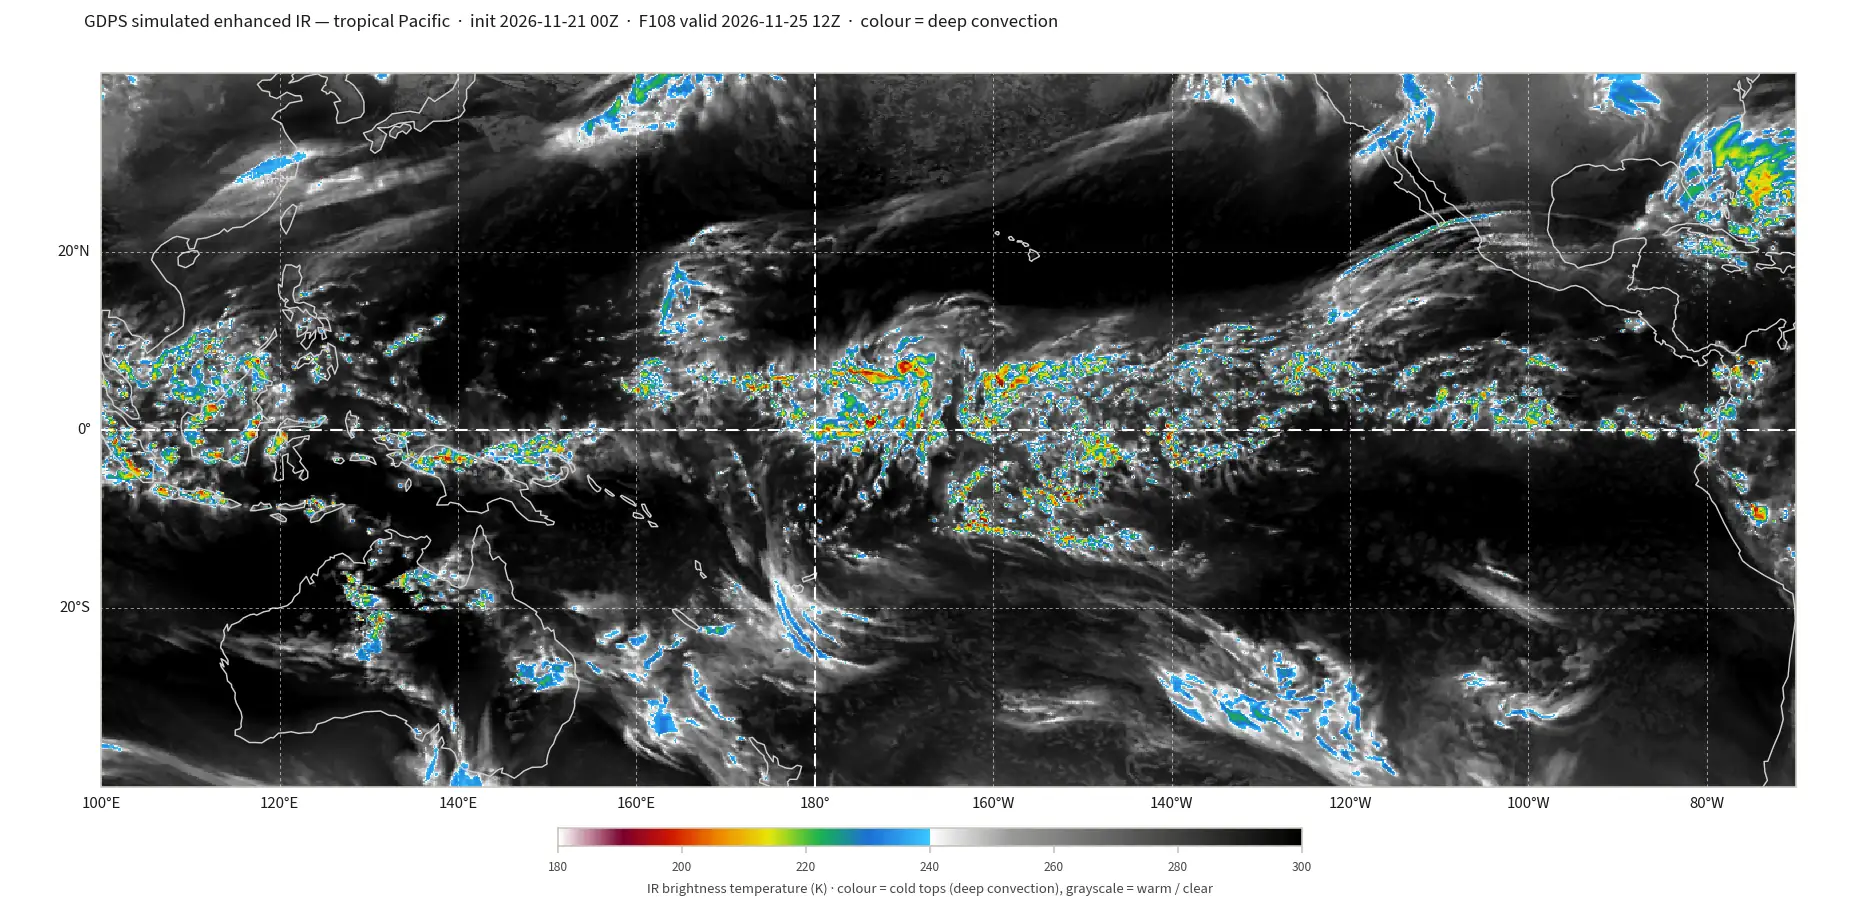 GDPS simulated enhanced IR — tropical Pacific · init 2026-11-21 00Z · F108 valid 2026-11-25 12Z · colour = deep convection
20°N
0°
20°S
100°E 120°E 140°E 160°E 180° 160°W 140°W 120°W 100°W 80°W
180 200 220 240 260 280 300
IR brightness temperature (K) · colour = cold tops (deep convection), grayscale = warm / clear